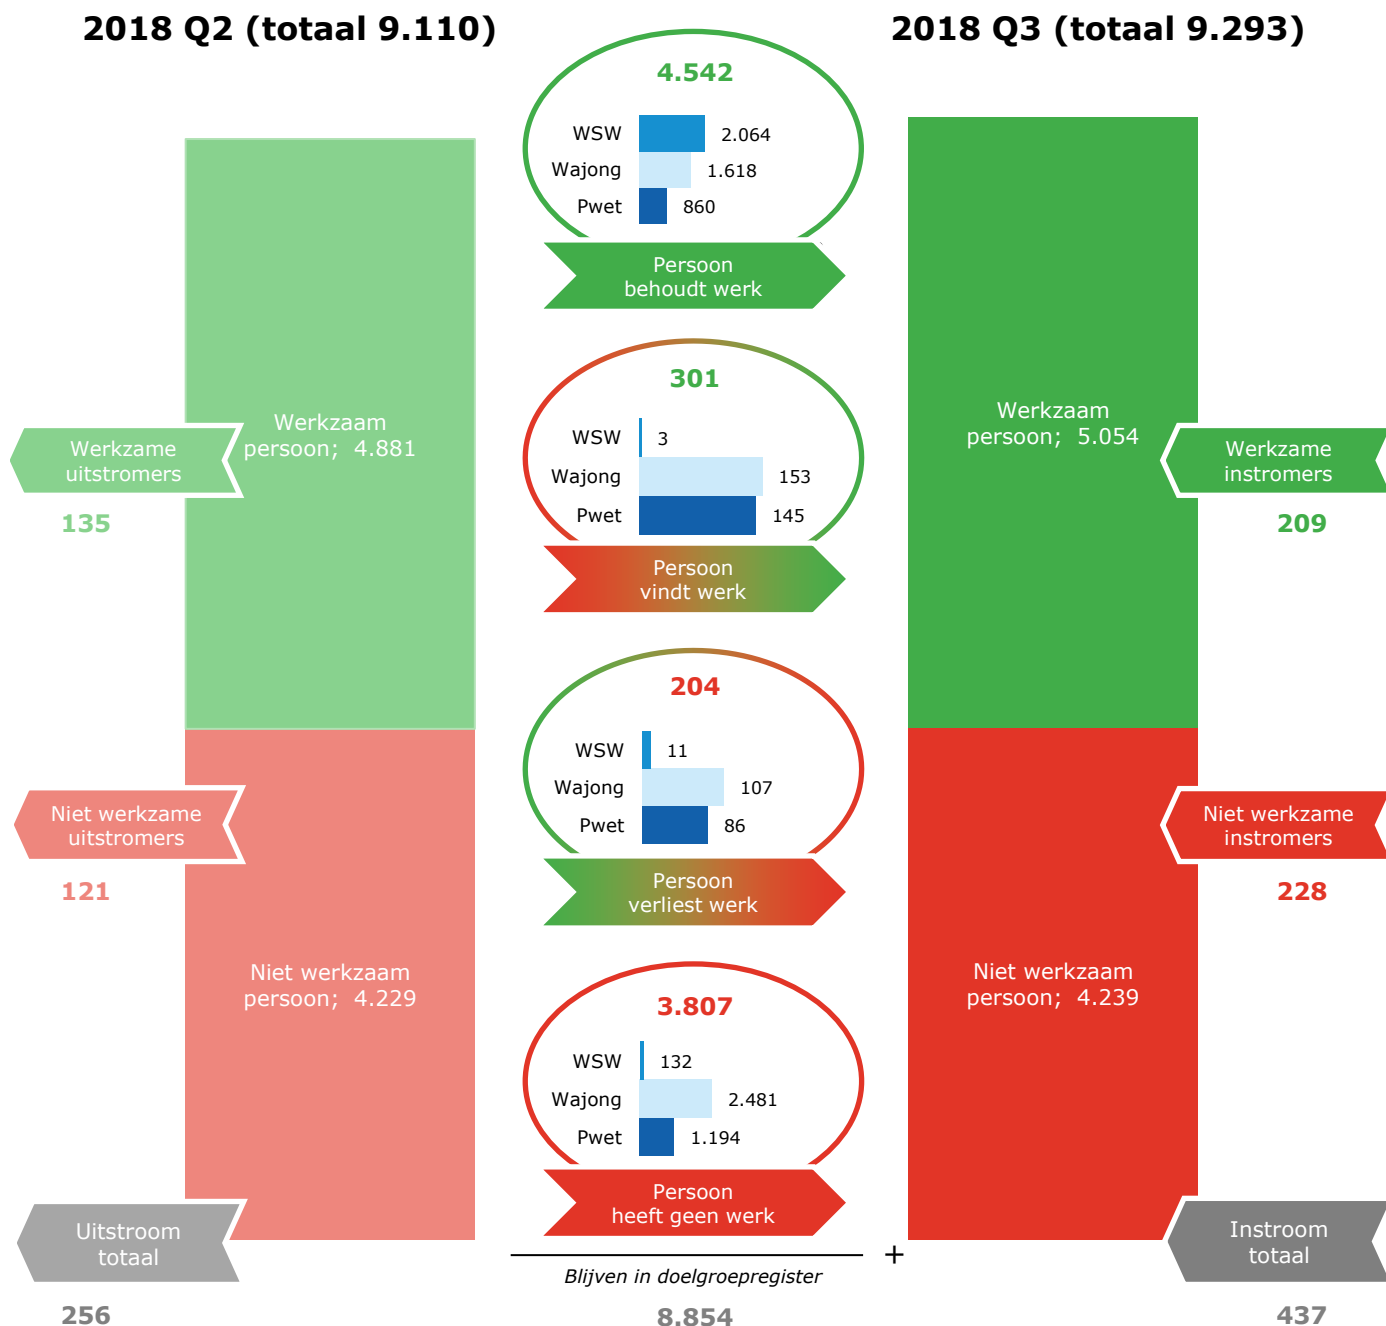 2018 Q2 (totaal 9.110)
2018 Q3 (totaal 9.293)
4.542
WSW 2.064
Wajong 1.618
Pwet 860
Persoon
behoudt werk
301
WSW 3
Wajong 153
Pwet 145
Persoon
vindt werk
204
WSW 11
Wajong 107
Pwet 86
Persoon
verliest werk
3.807
WSW 132
Wajong 2.481
Pwet 1.194
Persoon
heeft geen werk
Blijven in doelgroepregister
8.854
+
Werkzaam
persoon; 4.881
Werkzame
uitstromers
135
Niet werkzame
uitstromers
121
Niet werkzaam
persoon; 4.229
Uitstroom
totaal
256
Werkzaam
persoon; 5.054
Werkzame
instromers
209
Niet werkzame
instromers
228
Niet werkzaam
persoon; 4.239
Instroom
totaal
437